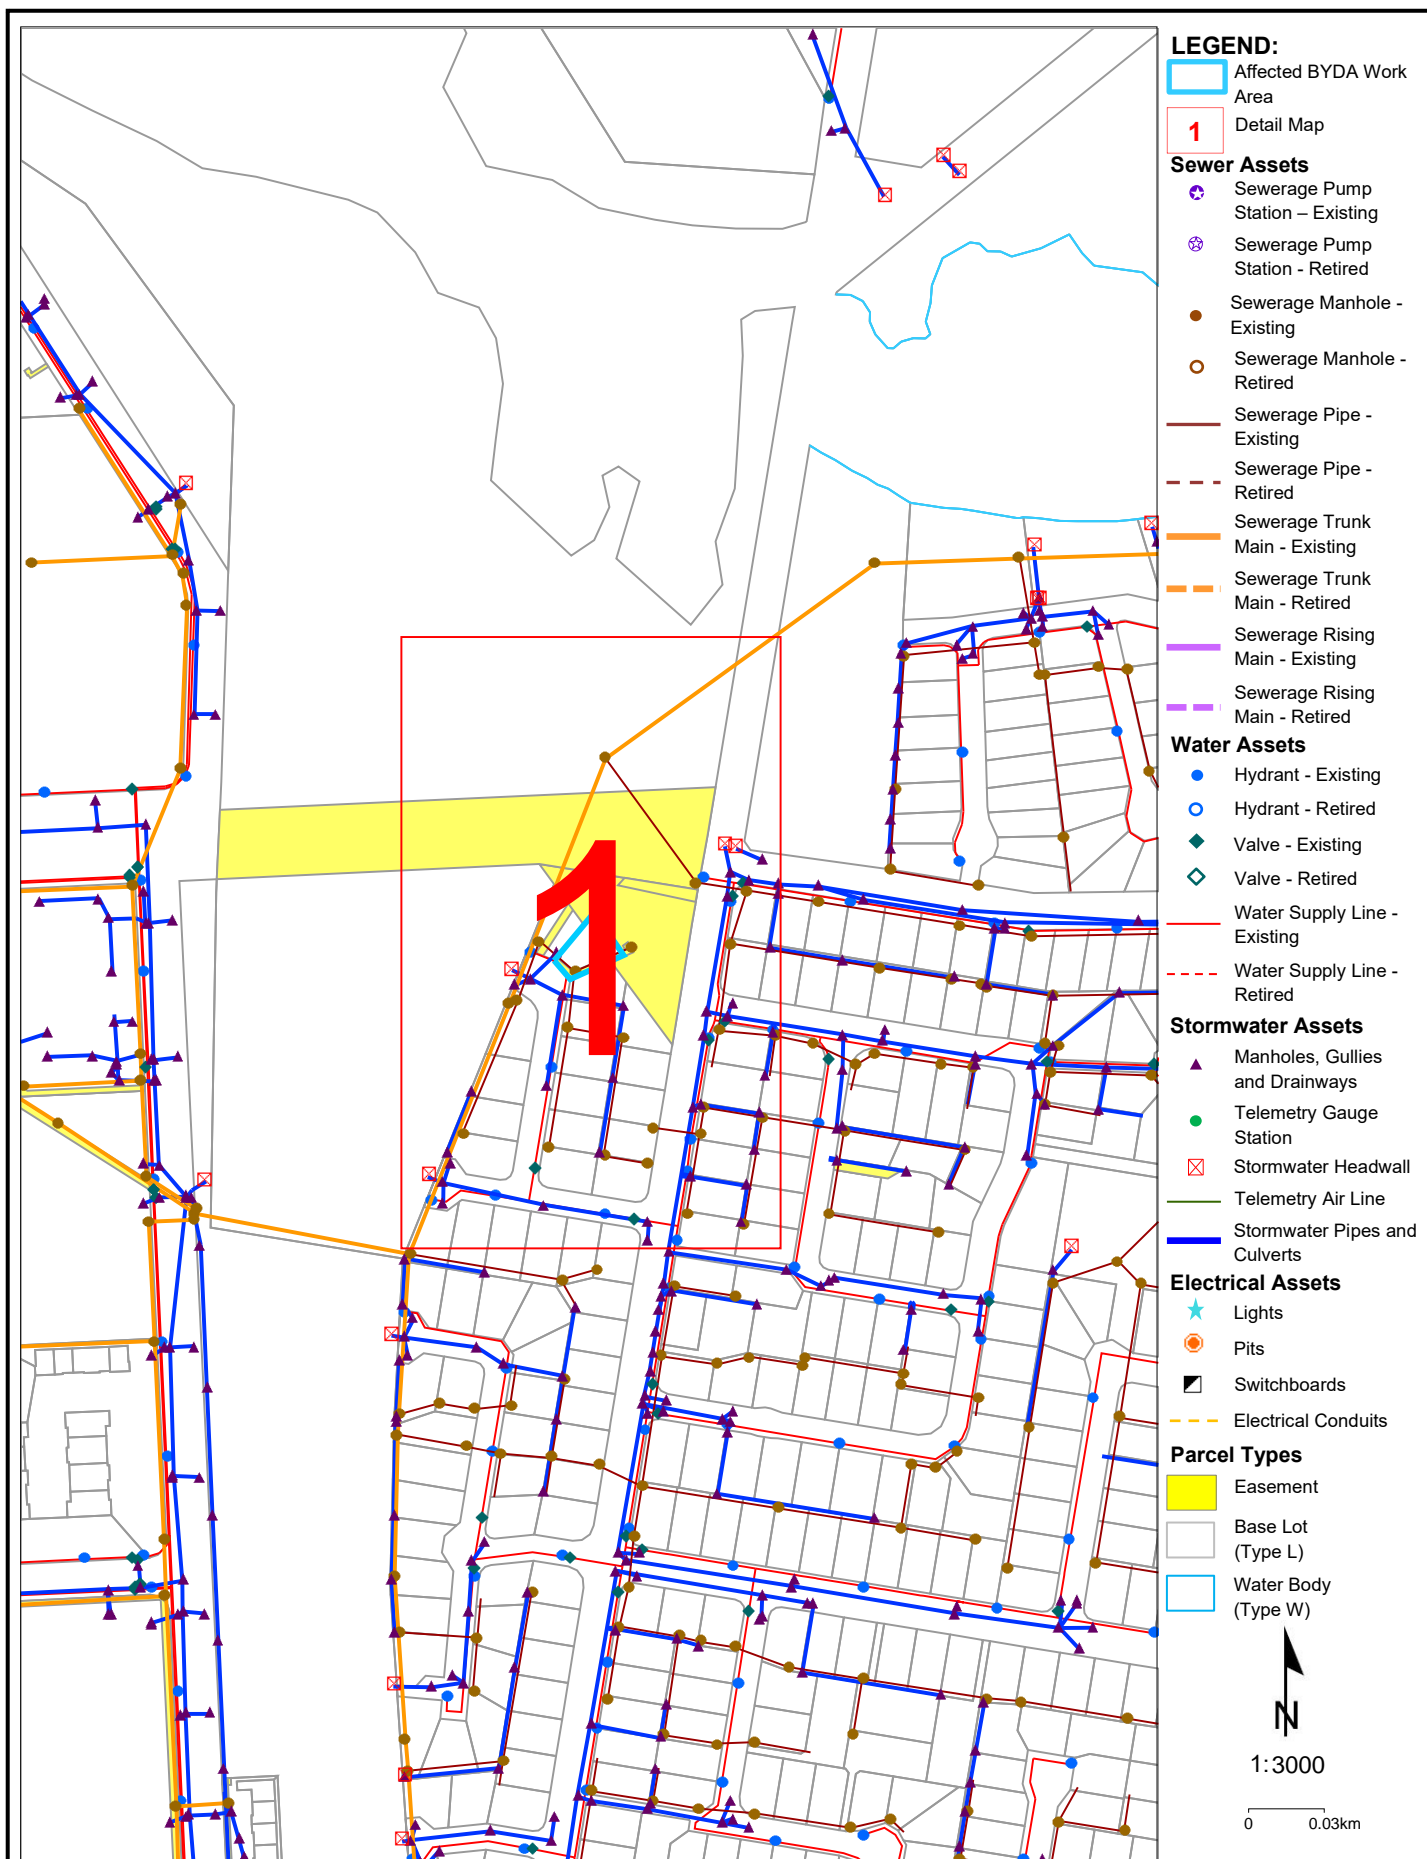 LEGEND:
Affected BYDA Work
Area
1
Detail Map
Sewer Assets
Sewerage Pump
Station – Existing
Sewerage Pump
Station - Retired
Sewerage Manhole -
Existing
Sewerage Manhole -
Retired
Sewerage Pipe -
Existing
Sewerage Pipe -
Retired
Sewerage Trunk
Main - Existing
Sewerage Trunk
Main - Retired
Sewerage Rising
Main - Existing
Sewerage Rising
Main - Retired
Water Assets
Hydrant - Existing
Hydrant - Retired
Valve - Existing
Valve - Retired
Water Supply Line -
Existing
Water Supply Line -
Retired
Stormwater Assets
Manholes, Gullies
and Drainways
Telemetry Gauge
Station
Stormwater Headwall
Telemetry Air Line
Stormwater Pipes and
Culverts
Electrical Assets
Lights
Pits
Switchboards
Electrical Conduits
Parcel Types
Easement
Base Lot
(Type L)
Water Body
(Type W)
N
1:3000
0 0.03km
1